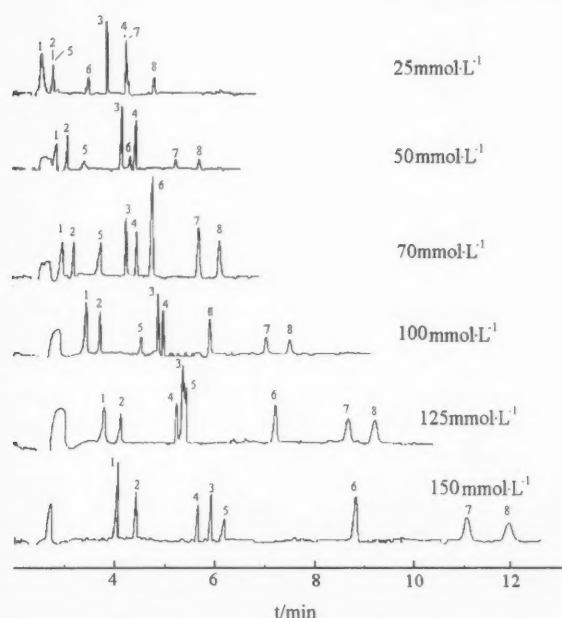 1 2 5 6 3 4 7 8
25mmol·L⁻¹
1 2 5 3 6 4 7 8
50mmol·L⁻¹
1 2 5 3 4 6 7 8
70mmol·L⁻¹
1 2 5 3 4 8 7 8
100mmol·L⁻¹
1 2 4 3 5 6 7 8
125mmol·L⁻¹
1 2 4 3 5 6 7 8
150mmol·L⁻¹
4 6 8 10 12
t/min